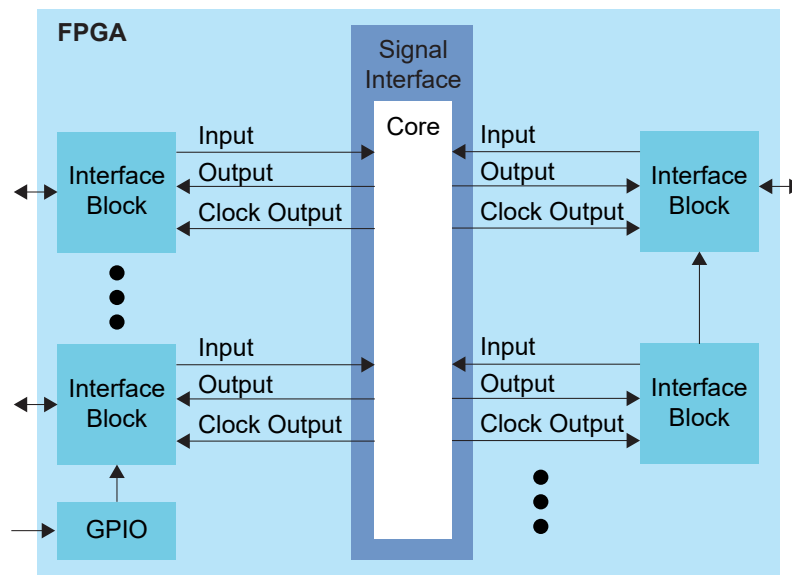 FPGA
Signal
Interface
Core
Interface
Block
Input
Output
Clock Output
Input
Output
Clock Output
Interface
Block
Interface
Block
Input
Output
Clock Output
Input
Output
Clock Output
Interface
Block
GPIO